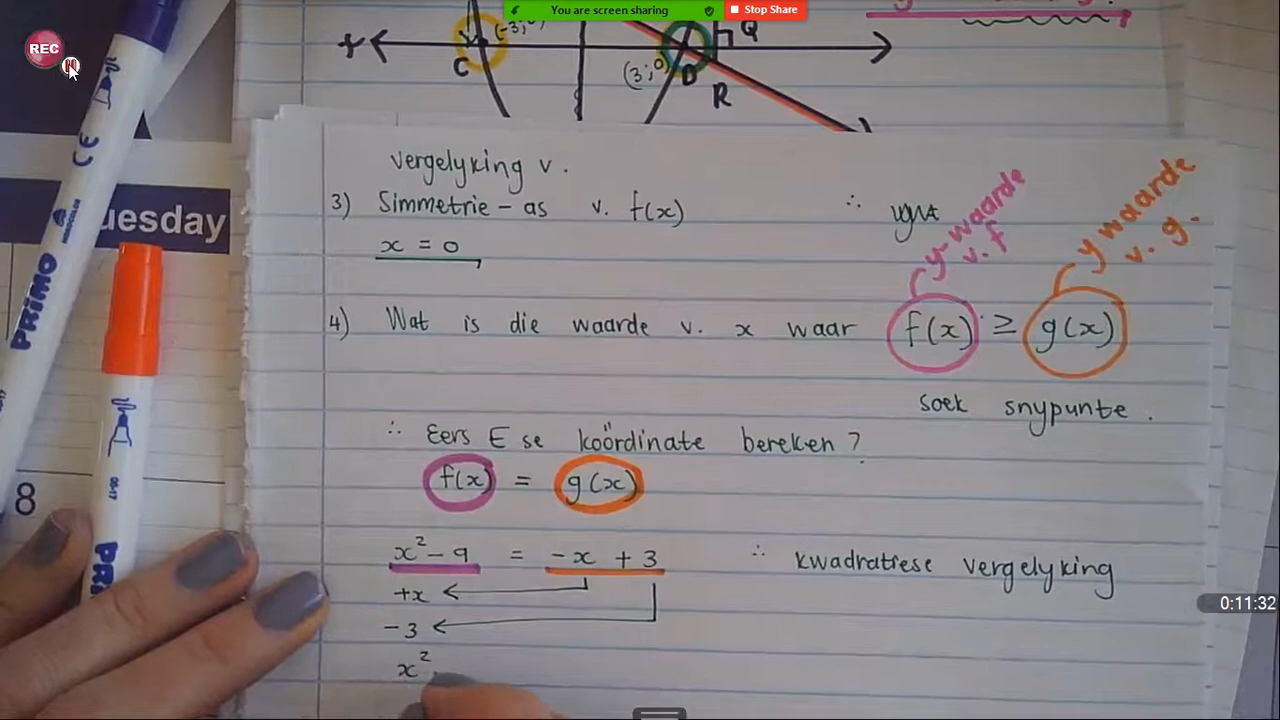 You are screen sharing
Stop Share
REC
(-3;0)
C
(3;0)
D
Q
R
uesday
8
PRIMO
CE
vergelyking v.
3) Simmetrie - as v. f(x)
x = 0
∴
y-waarde v. f
y waarde v. g.
4) Wat is die waarde v. x waar f(x) ≥ g(x)
soek snypunte.
∴ Eers E se koördinate bereken?
f(x) = g(x)
x² - 9 = -x + 3 ∴ kwadratiese vergelyking
+x
-3
x²
0:11:32